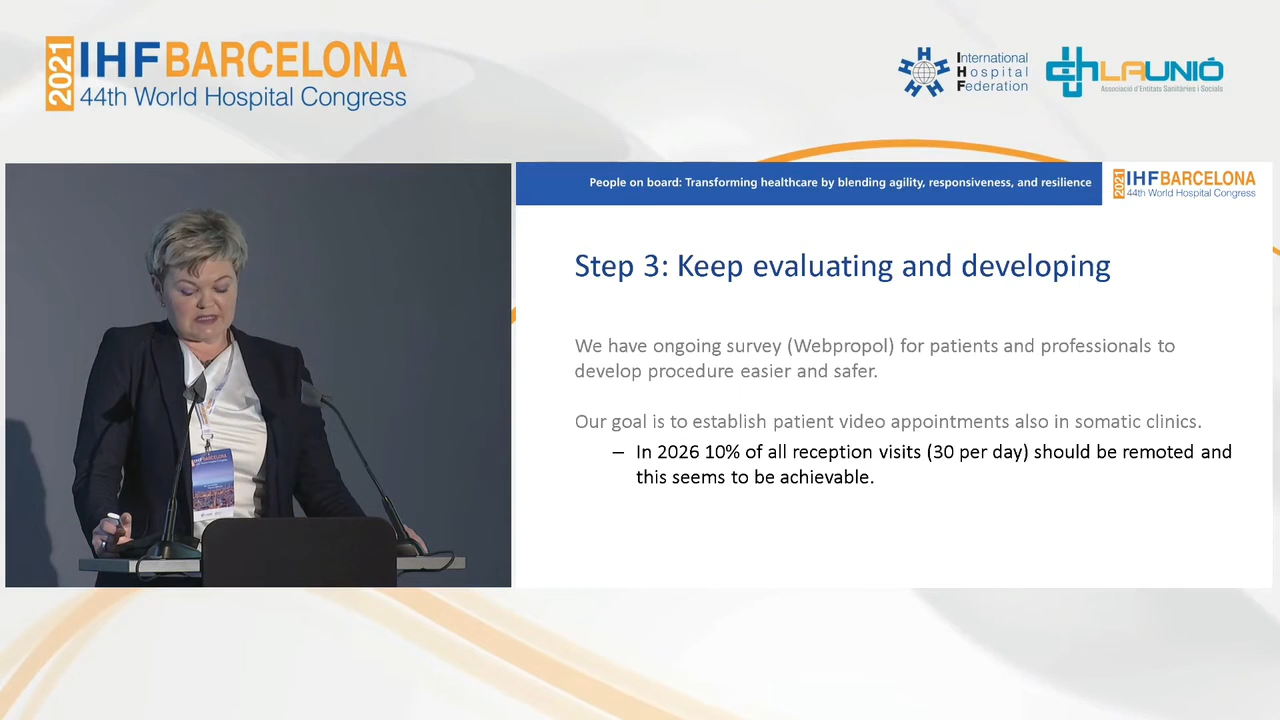 2021 IHF BARCELONA
44th World Hospital Congress
International
Hospital
Federation
LAUNIÓ
Associació d'Entitats Sanitàries i Socials
People on board: Transforming healthcare by blending agility, responsiveness, and resilience
2021 IHF BARCELONA
44th World Hospital Congress
Step 3: Keep evaluating and developing
We have ongoing survey (Webpropol) for patients and professionals to
develop procedure easier and safer.
Our goal is to establish patient video appointments also in somatic clinics.
– In 2026 10% of all reception visits (30 per day) should be remoted and
this seems to be achievable.